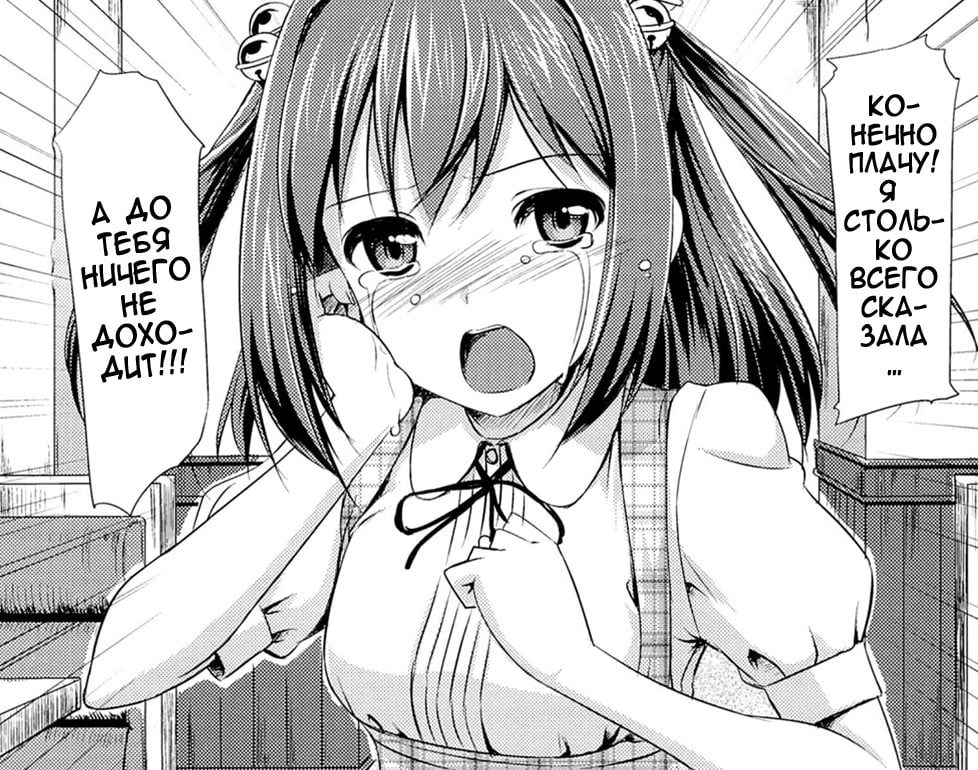 КО-
НЕЧНО
ПЛАЧУ!
Я
СТОЛЬ-
КО
ВСЕГО
СКА-
ЗАЛА
...
А ДО
ТЕБЯ
НИЧЕГО
НЕ
ДОХО-
ДИТ!!!